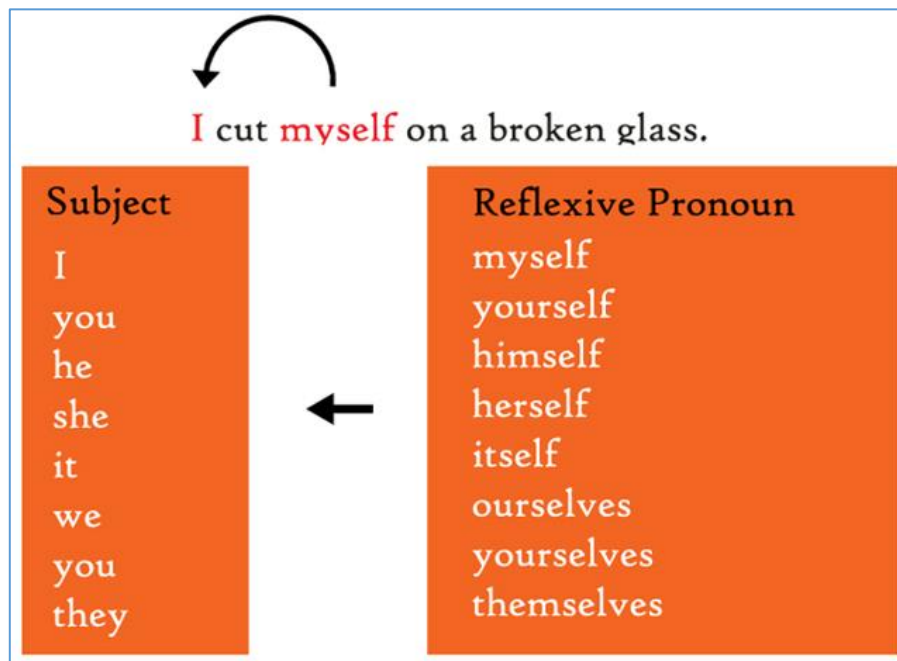 I cut myself on a broken glass.
Subject
I
you
he
she
it
we
you
they
Reflexive Pronoun
myself
yourself
himself
herself
itself
ourselves
yourselves
themselves